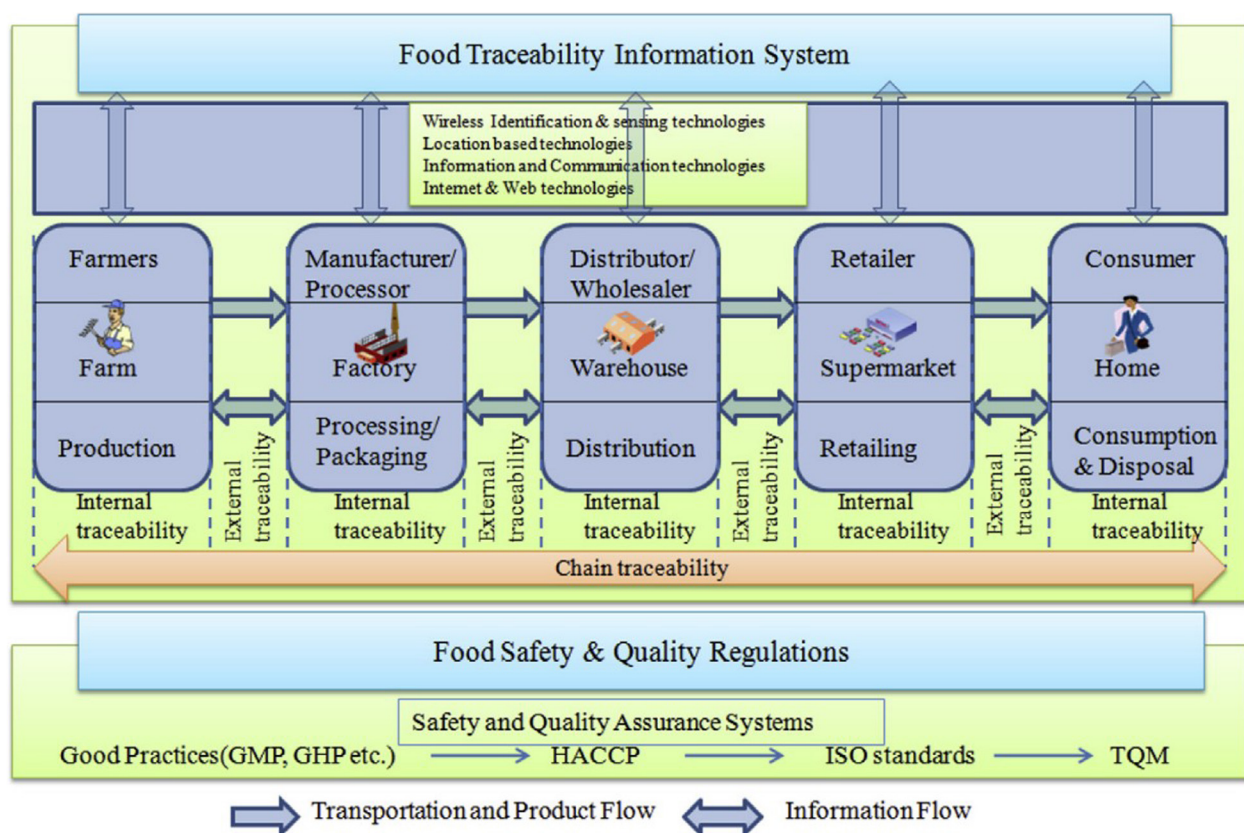 Food Traceability Information System
Wireless Identification & sensing technologies
Location based technologies
Information and Communication technologies
Internet & Web technologies
Farmers
Farm
Production
Manufacturer/
Processor
Factory
Processing/
Packaging
Distributor/
Wholesaler
Warehouse
Distribution
Retailer
Supermarket
Retailing
Consumer
Home
Consumption
& Disposal
Internal
traceability
External
traceability
Internal
traceability
External
traceability
Internal
traceability
External
traceability
Internal
traceability
External
traceability
Internal
traceability
Chain traceability
Food Safety & Quality Regulations
Safety and Quality Assurance Systems
Good Practices(GMP, GHP etc.)
HACCP
ISO standards
TQM
Transportation and Product Flow
Information Flow